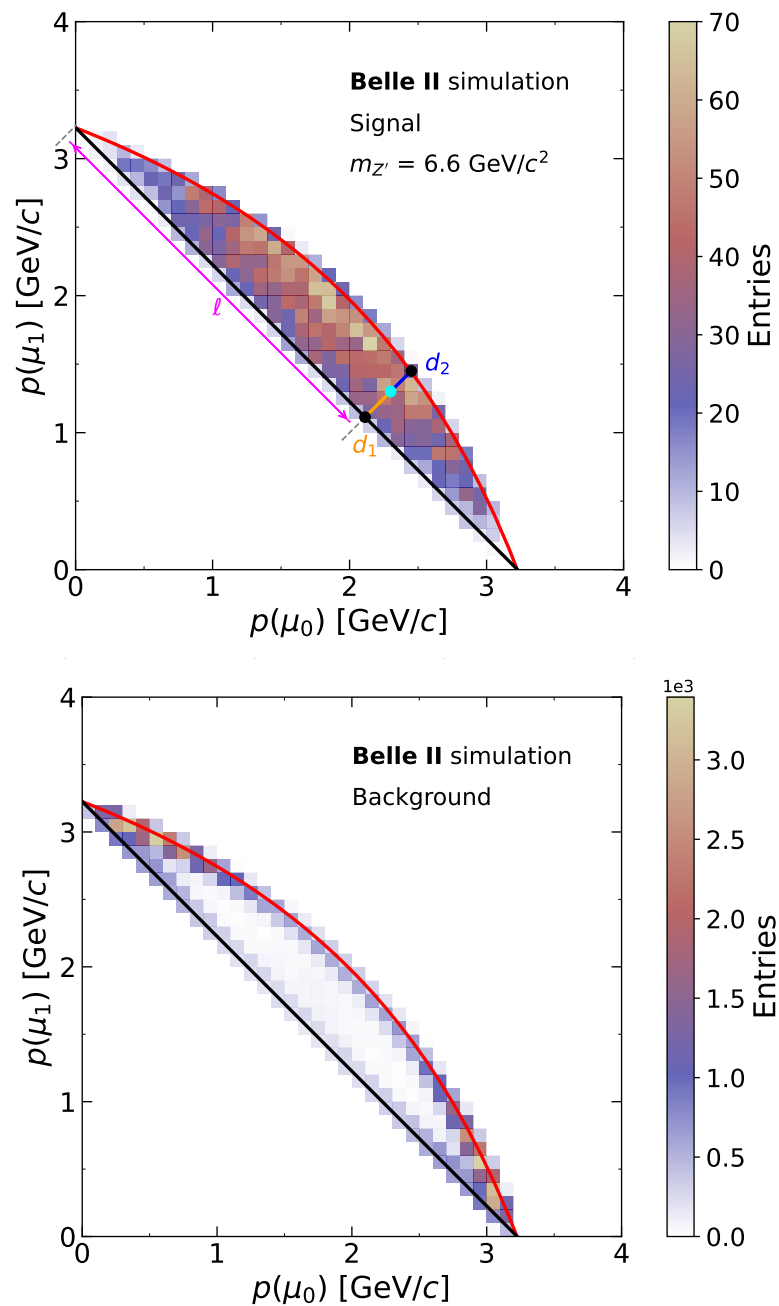 Belle II simulation
Signal
m_{Z'} = 6.6 GeV/c²
ℓ
d₂
d₁
4
3
2
1
0
0 1 2 3 4
p(μ₀) [GeV/c]
p(μ₁) [GeV/c]
70
60
50
40
30
20
10
0
Entries
Belle II simulation
Background
4
3
2
1
0
0 1 2 3 4
p(μ₀) [GeV/c]
p(μ₁) [GeV/c]
1e3
3.0
2.5
2.0
1.5
1.0
0.5
0.0
Entries